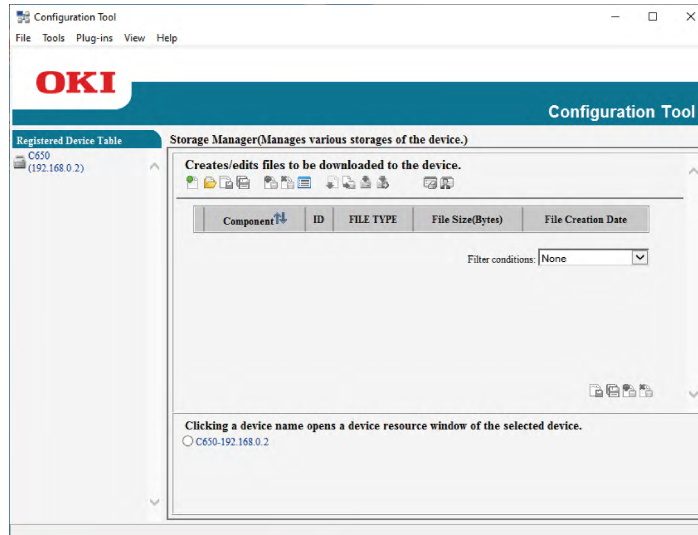 Configuration Tool
File Tools Plug-ins View Help
OKI
Configuration Tool
Registered Device Table
C650
(192.168.0.2)
Storage Manager(Manages various storages of the device.)
Creates/edits files to be downloaded to the device.
Component ID FILE TYPE File Size(Bytes) File Creation Date
Filter conditions: None
Clicking a device name opens a device resource window of the selected device.
C650-192.168.0.2